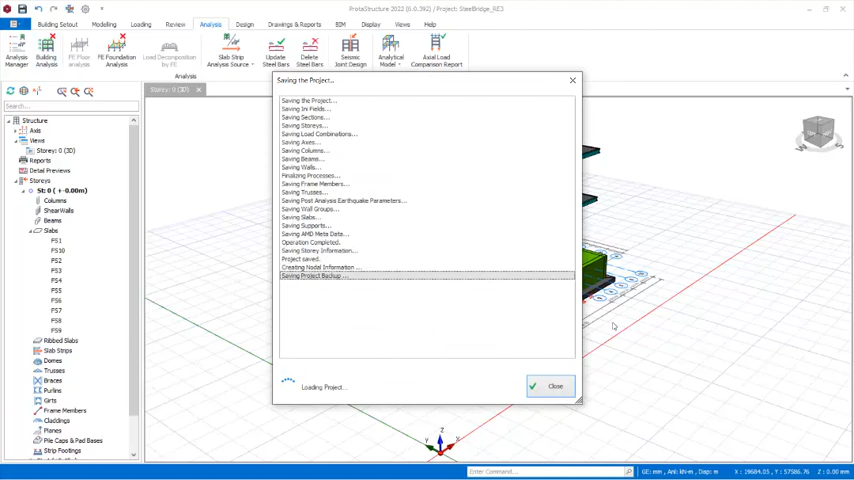 ProtaStructure 2022 (6.0.392) / Project: SteelBridge_RE3
Building Setout
Modeling
Loading
Review
Analysis
Design
Drawings & Reports
BIM
Display
Views
Help
Analysis Manager
Building Analysis
FE Floor analysis
FE Foundation Analysis
Load Decomposition by FE
Slab Strip Analysis Source
Update Steel Bars
Delete Steel Bars
Seismic Joint Design
Analytical Model
Axial Load Comparison Report
Analysis
Search...
Structure
Axis
Views
Storey: 0 (3D)
Reports
Detail Previews
Storeys
St: 0 ( +-0.00m)
Columns
ShearWalls
Beams
Slabs
FS1
FS10
FS2
FS3
FS4
FS5
FS6
FS7
FS8
FS9
Ribbed Slabs
Slab Strips
Domes
Trusses
Braces
Purlins
Girts
Frame Members
Claddings
Planes
Pile Caps & Pad Bases
Strip Footings
Storey: 0 (3D)
Saving the Project...
Saving the Project...
Saving Ini Fields...
Saving Sections...
Saving Storeys...
Saving Load Combinations...
Saving Axes...
Saving Columns...
Saving Beams...
Saving Walls...
Finalizing Processes...
Saving Frame Members...
Saving Trusses...
Saving Post Analysis Earthquake Parameters...
Saving Wall Groups...
Saving Slabs...
Saving Supports...
Saving AMD Meta Data...
Operation Completed.
Saving Storey Information...
Project saved.
Creating Nodal Information ...
Saving Project Backup ...
Loading Project...
Close
Z
Y
X
Enter Command...
GE: mm , Anl: kN-m , Disp: m
X : 19684.03 , Y : 57586.76
Z : 0.00 mm